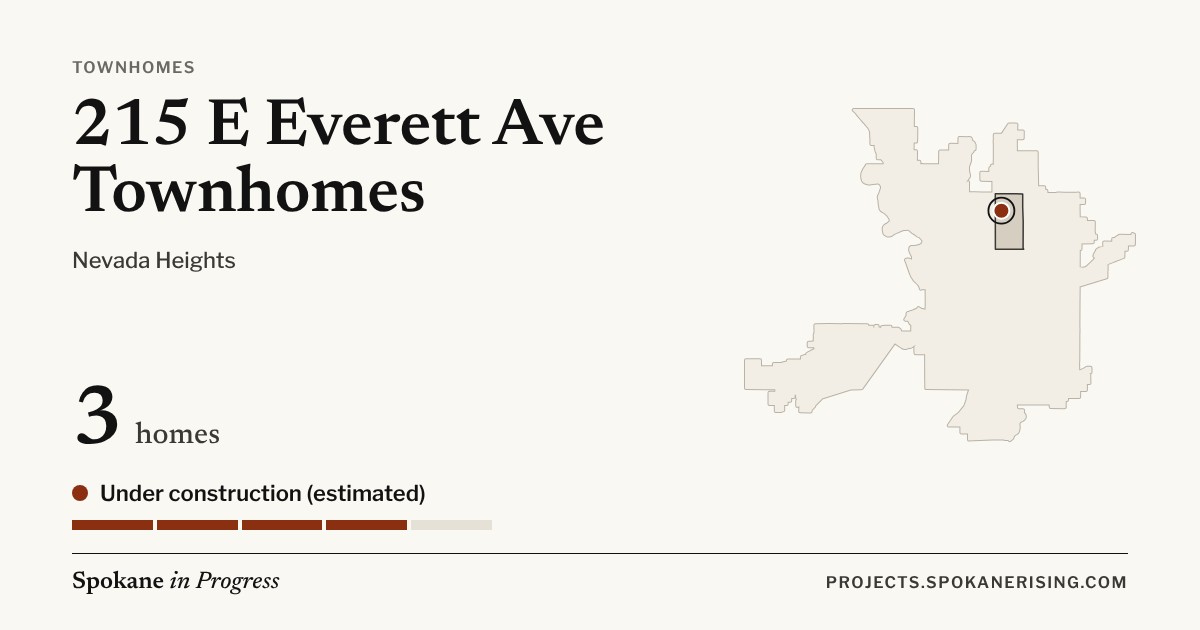 TOWNHOMES
215 E Everett Ave
Townhomes
Nevada Heights
3 homes
Under construction (estimated)
Spokane in Progress
PROJECTS.SPOKANERISING.COM